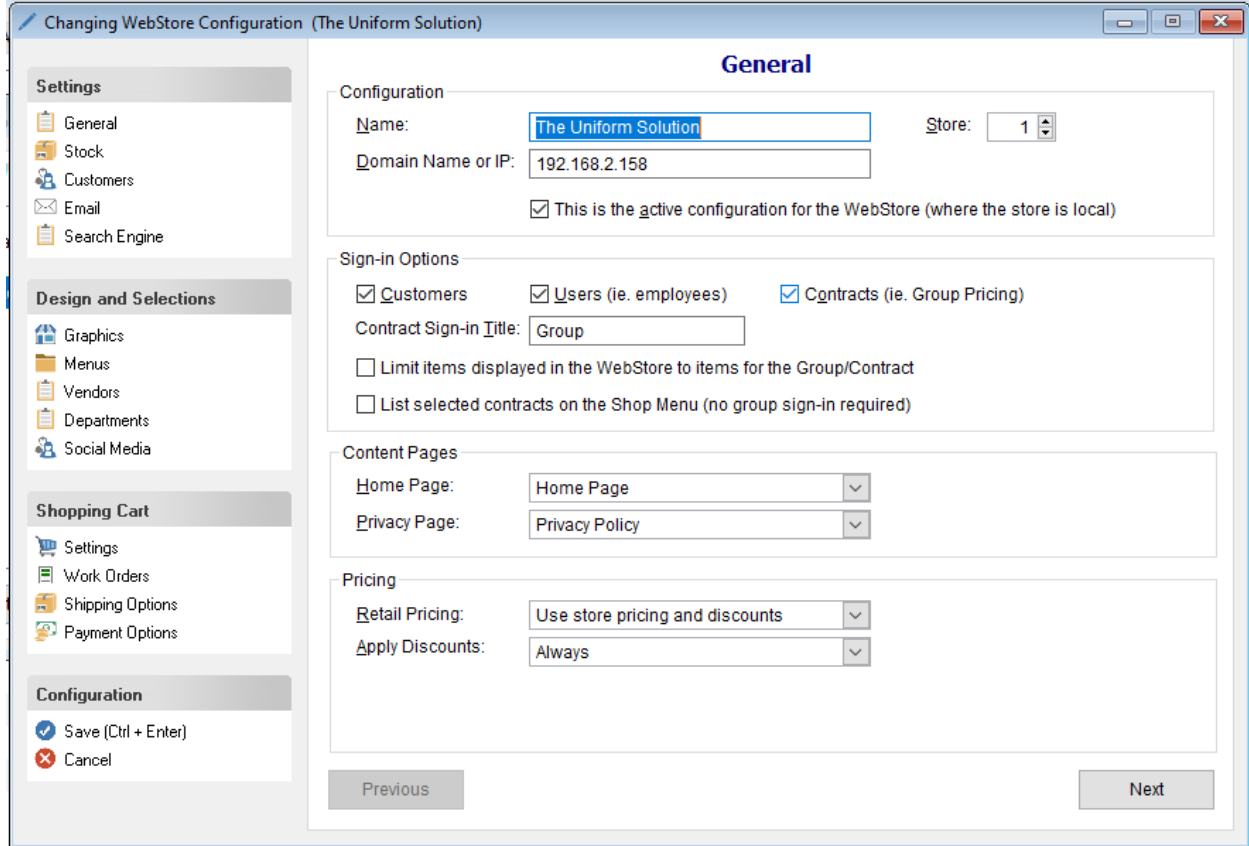 Changing WebStore Configuration (The Uniform Solution)
Settings
General
Stock
Customers
Email
Search Engine
Design and Selections
Graphics
Menus
Vendors
Departments
Social Media
Shopping Cart
Settings
Work Orders
Shipping Options
Payment Options
Configuration
Save (Ctrl + Enter)
Cancel
General
Configuration
Name: The Uniform Solution Store: 1
Domain Name or IP: 192.168.2.158
This is the active configuration for the WebStore (where the store is local)
Sign-in Options
Customers Users (ie. employees) Contracts (ie. Group Pricing)
Contract Sign-in Title: Group
Limit items displayed in the WebStore to items for the Group/Contract
List selected contracts on the Shop Menu (no group sign-in required)
Content Pages
Home Page: Home Page
Privacy Page: Privacy Policy
Pricing
Retail Pricing: Use store pricing and discounts
Apply Discounts: Always
Previous Next